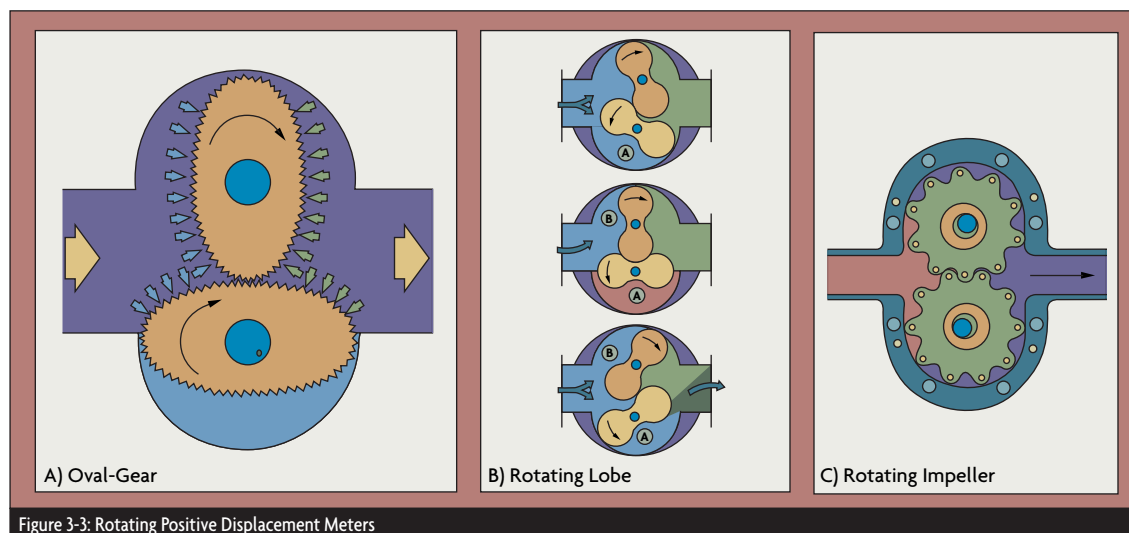 A
B
A
B
A
A) Oval-Gear
B) Rotating Lobe
C) Rotating Impeller
Figure 3-3: Rotating Positive Displacement Meters